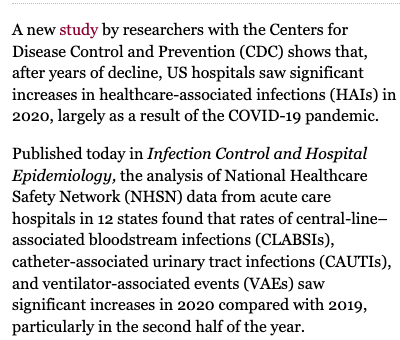 A new study by researchers with the Centers for
Disease Control and Prevention (CDC) shows that,
after years of decline, US hospitals saw significant
increases in healthcare-associated infections (HAIs) in
2020, largely as a result of the COVID-19 pandemic.
Published today in Infection Control and Hospital
Epidemiology, the analysis of National Healthcare
Safety Network (NHSN) data from acute care
hospitals in 12 states found that rates of central-line–
associated bloodstream infections (CLABSIs),
catheter-associated urinary tract infections (CAUTIs),
and ventilator-associated events (VAEs) saw
significant increases in 2020 compared with 2019,
particularly in the second half of the year.